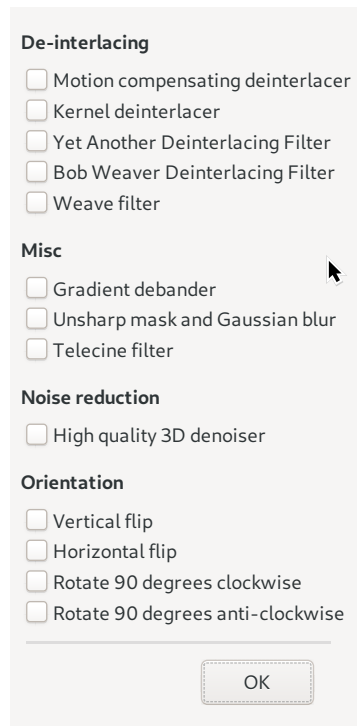 De-interlacing
Motion compensating deinterlacer
Kernel deinterlacer
Yet Another Deinterlacing Filter
Bob Weaver Deinterlacing Filter
Weave filter
Misc
Gradient debander
Unsharp mask and Gaussian blur
Telecine filter
Noise reduction
High quality 3D denoiser
Orientation
Vertical flip
Horizontal flip
Rotate 90 degrees clockwise
Rotate 90 degrees anti-clockwise
OK